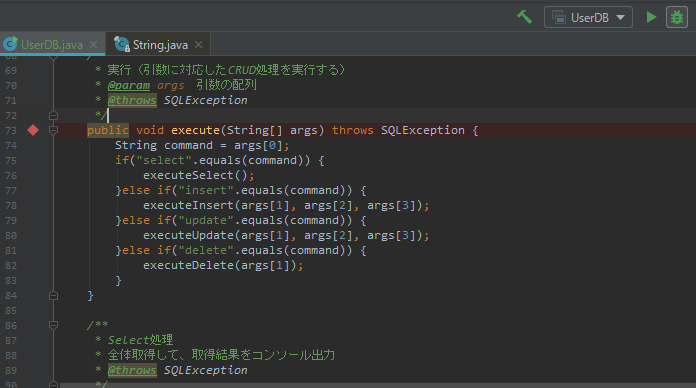 UserDB
UserDB.java String.java
68 /
69 * 実行（引数に対応したCRUD処理を実行する）
70 * @param args 引数の配列
71 * @throws SQLException
72 */
73 public void execute(String[] args) throws SQLException {
74 String command = args[0];
75 if("select".equals(command)) {
76 executeSelect();
77 }else if("insert".equals(command)) {
78 executeInsert(args[1], args[2], args[3]);
79 }else if("update".equals(command)) {
80 executeUpdate(args[1], args[2], args[3]);
81 }else if("delete".equals(command)) {
82 executeDelete(args[1]);
83 }
84 }
85
86 /**
87 * Select処理
88 * 全体取得して、取得結果をコンソール出力
89 * @throws SQLException
90 */